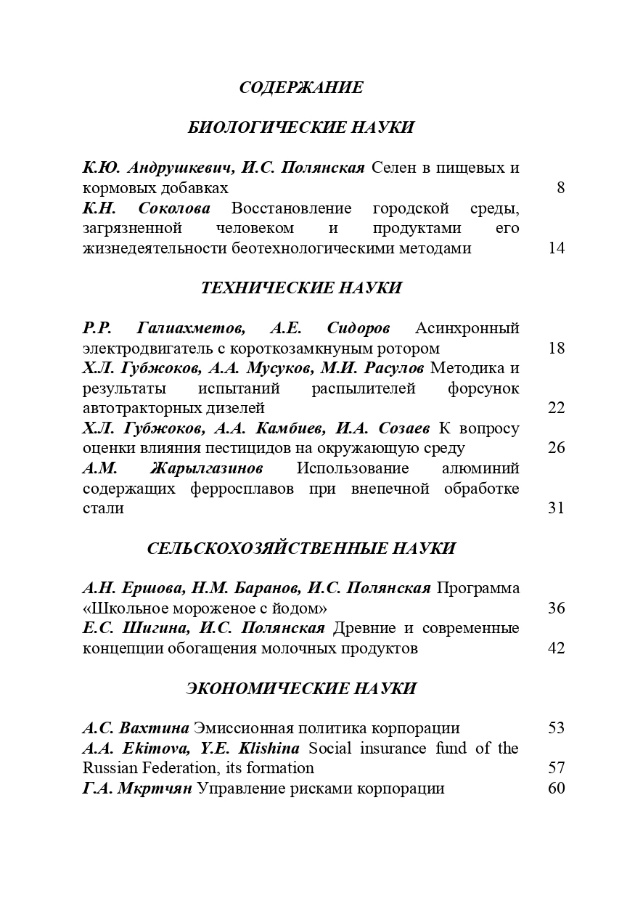 СОДЕРЖАНИЕ
БИОЛОГИЧЕСКИЕ НАУКИ
К.Ю. Андрушкевич, И.С. Полянская Селен в пищевых и
кормовых добавках 8
К.Н. Соколова Восстановление городской среды,
загрязненной человеком и продуктами его
жизнедеятельности беотехнологическими методами 14
ТЕХНИЧЕСКИЕ НАУКИ
Р.Р. Галиахметов, А.Е. Сидоров Асинхронный
электродвигатель с короткозамкнуным ротором 18
Х.Л. Губжоков, А.А. Мусуков, М.И. Расулов Методика и
результаты испытаний распылителей форсунок
автотракторных дизелей 22
Х.Л. Губжоков, А.А. Камбиев, И.А. Созаев К вопросу
оценки влияния пестицидов на окружающую среду 26
А.М. Жарылгазинов Использование алюминий
содержащих ферросплавов при внепечной обработке
стали 31
СЕЛЬСКОХОЗЯЙСТВЕННЫЕ НАУКИ
А.Н. Ершова, Н.М. Баранов, И.С. Полянская Программа
«Школьное мороженое с йодом» 36
Е.С. Шигина, И.С. Полянская Древние и современные
концепции обогащения молочных продуктов 42
ЭКОНОМИЧЕСКИЕ НАУКИ
А.С. Вахтина Эмиссионная политика корпорации 53
A.A. Ekimova, Y.E. Klishina Social insurance fund of the
Russian Federation, its formation 57
Г.А. Мкртчян Управление рисками корпорации 60